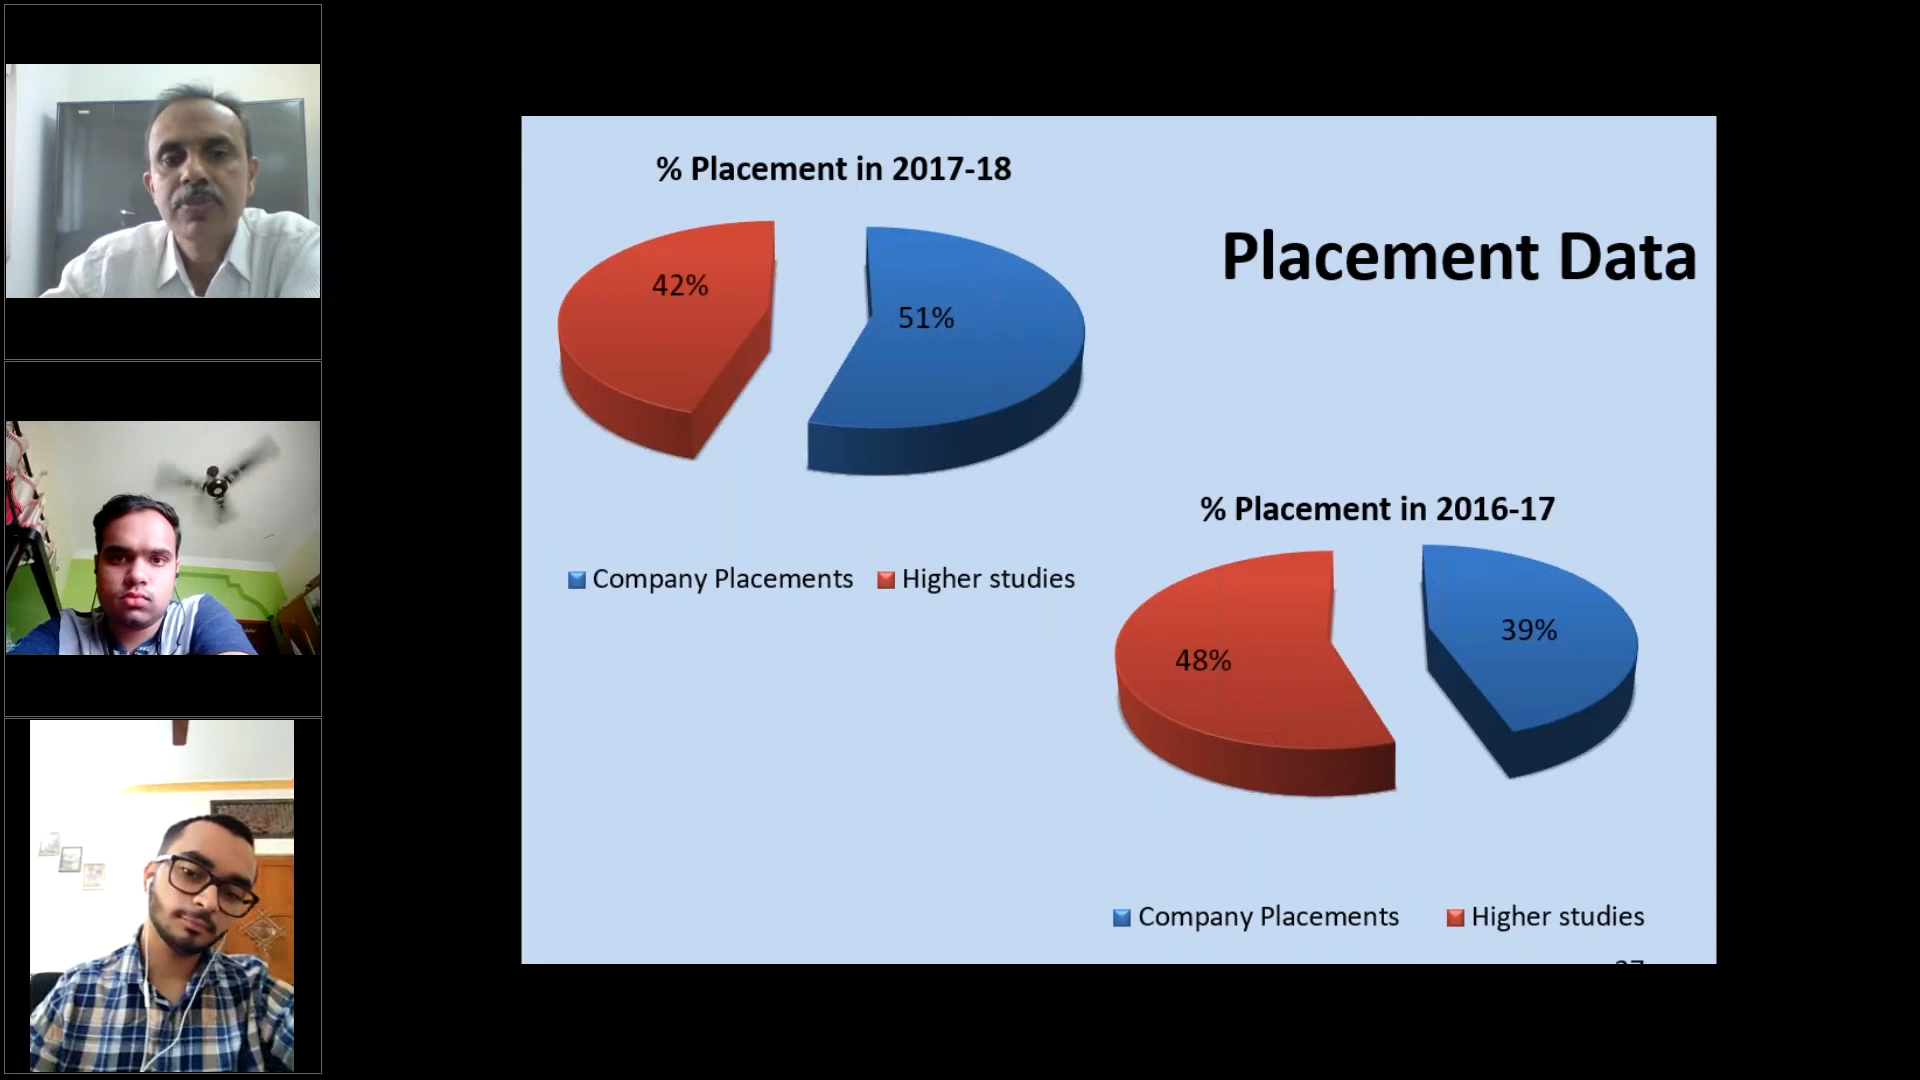 % Placement in 2017-18
Placement Data
42%
51%
Company Placements
Higher studies
% Placement in 2016-17
48%
39%
Company Placements
Higher studies